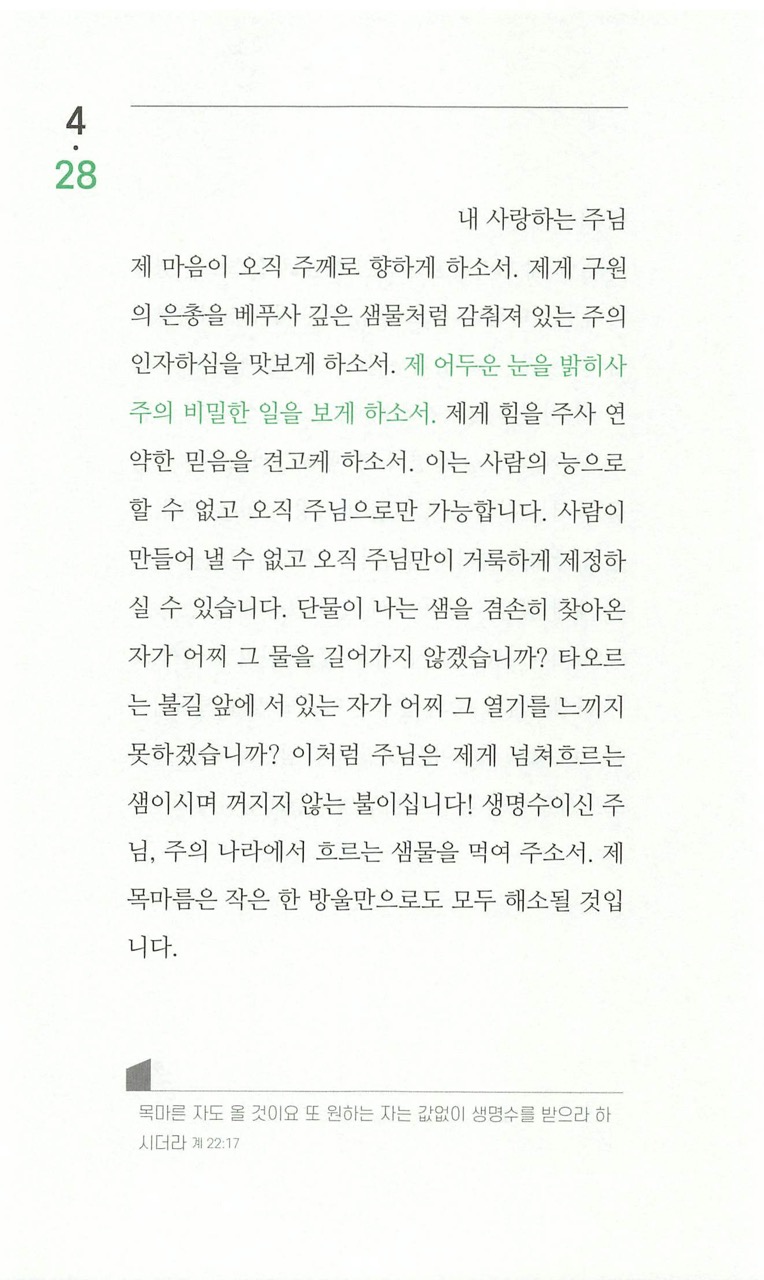 4
·
28
내 사랑하는 주님
제 마음이 오직 주께로 향하게 하소서. 제게 구원
의 은총을 베푸사 깊은 샘물처럼 감춰져 있는 주의
인자하심을 맛보게 하소서. 제 어두운 눈을 밝히사
주의 비밀한 일을 보게 하소서. 제게 힘을 주사 연
약한 믿음을 견고케 하소서. 이는 사람의 능으로
할 수 없고 오직 주님으로만 가능합니다. 사람이
만들어 낼 수 없고 오직 주님만이 거룩하게 제정하
실 수 있습니다. 단물이 나는 샘을 겸손히 찾아온
자가 어찌 그 물을 길어가지 않겠습니까? 타오르
는 불길 앞에 서 있는 자가 어찌 그 열기를 느끼지
못하겠습니까? 이처럼 주님은 제게 넘쳐흐르는
샘이시며 꺼지지 않는 불이십니다! 생명수이신 주
님, 주의 나라에서 흐르는 샘물을 먹여 주소서. 제
목마름은 작은 한 방울만으로도 모두 해소될 것입
니다.
목마른 자도 올 것이요 또 원하는 자는 값없이 생명수를 받으라 하
시더라 계 22:17